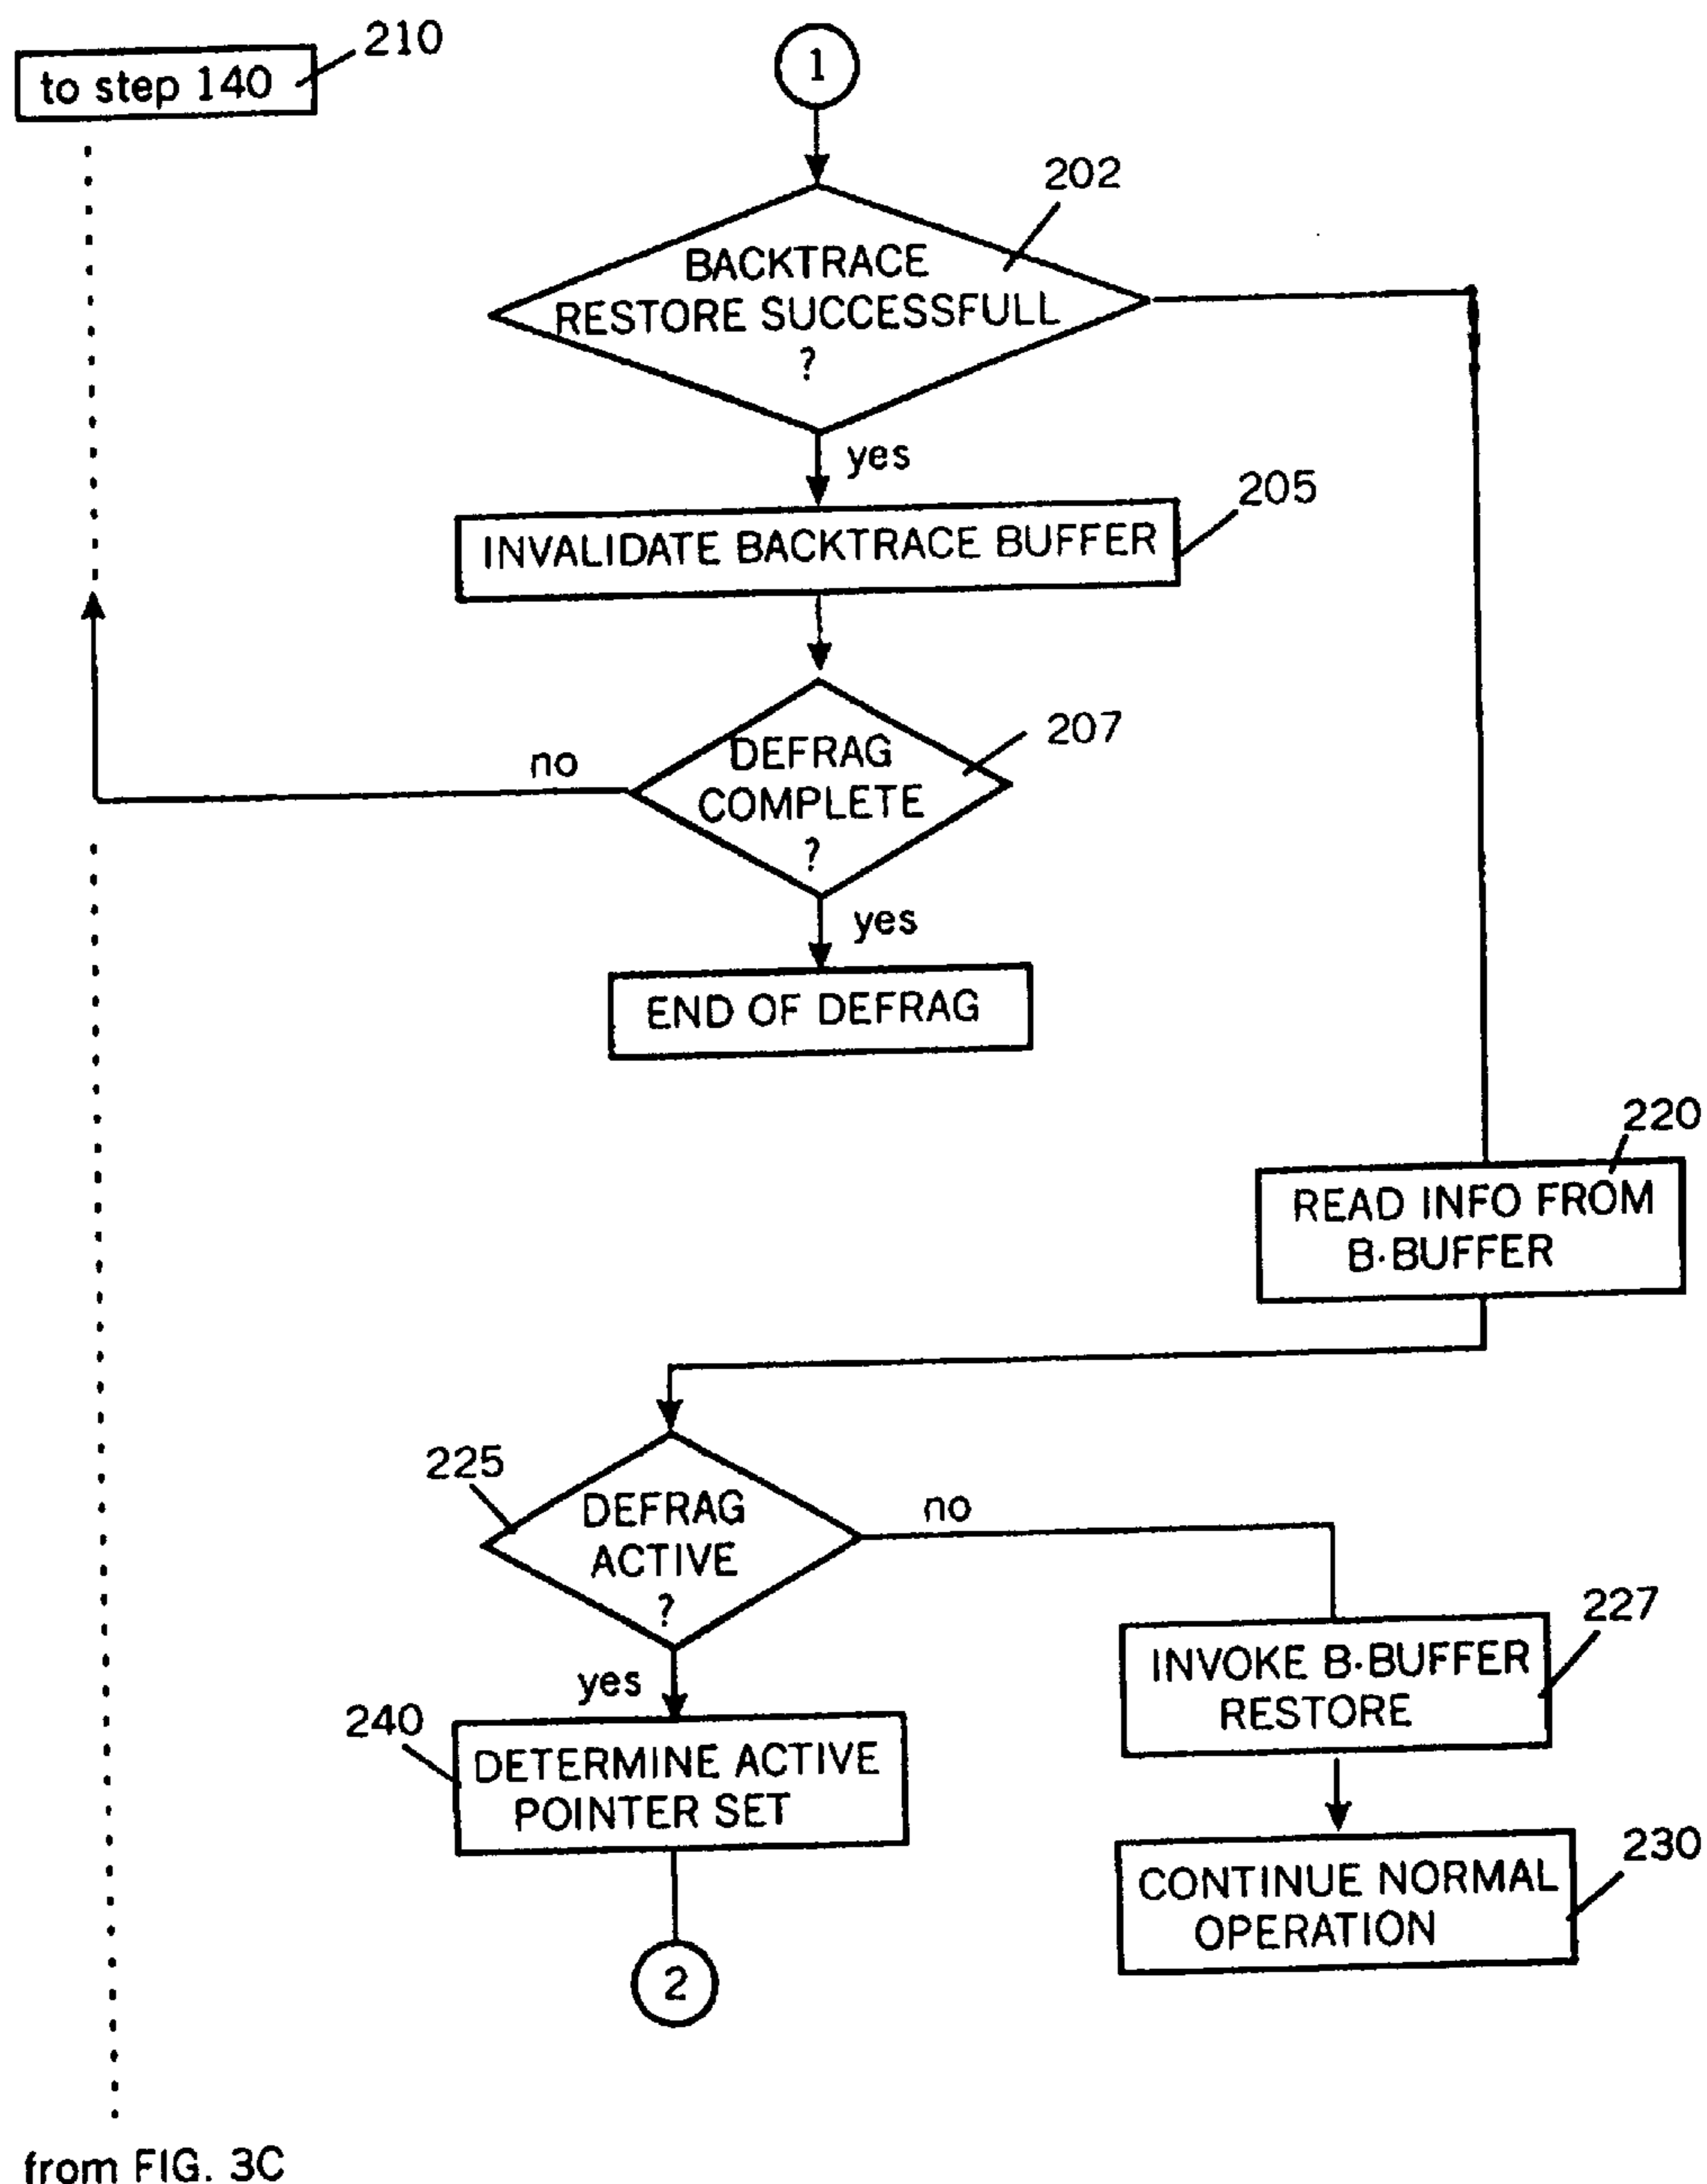 to step 140
210
1
202
BACKTRACE
RESTORE SUCCESSFULL
?
yes
205
INVALIDATE BACKTRACE BUFFER
207
no
DEFRAG
COMPLETE
?
yes
END OF DEFRAG
220
READ INFO FROM
B·BUFFER
225
DEFRAG
ACTIVE
?
no
yes
227
INVOKE B·BUFFER
RESTORE
240
DETERMINE ACTIVE
POINTER SET
230
CONTINUE NORMAL
OPERATION
2
from FIG. 3C